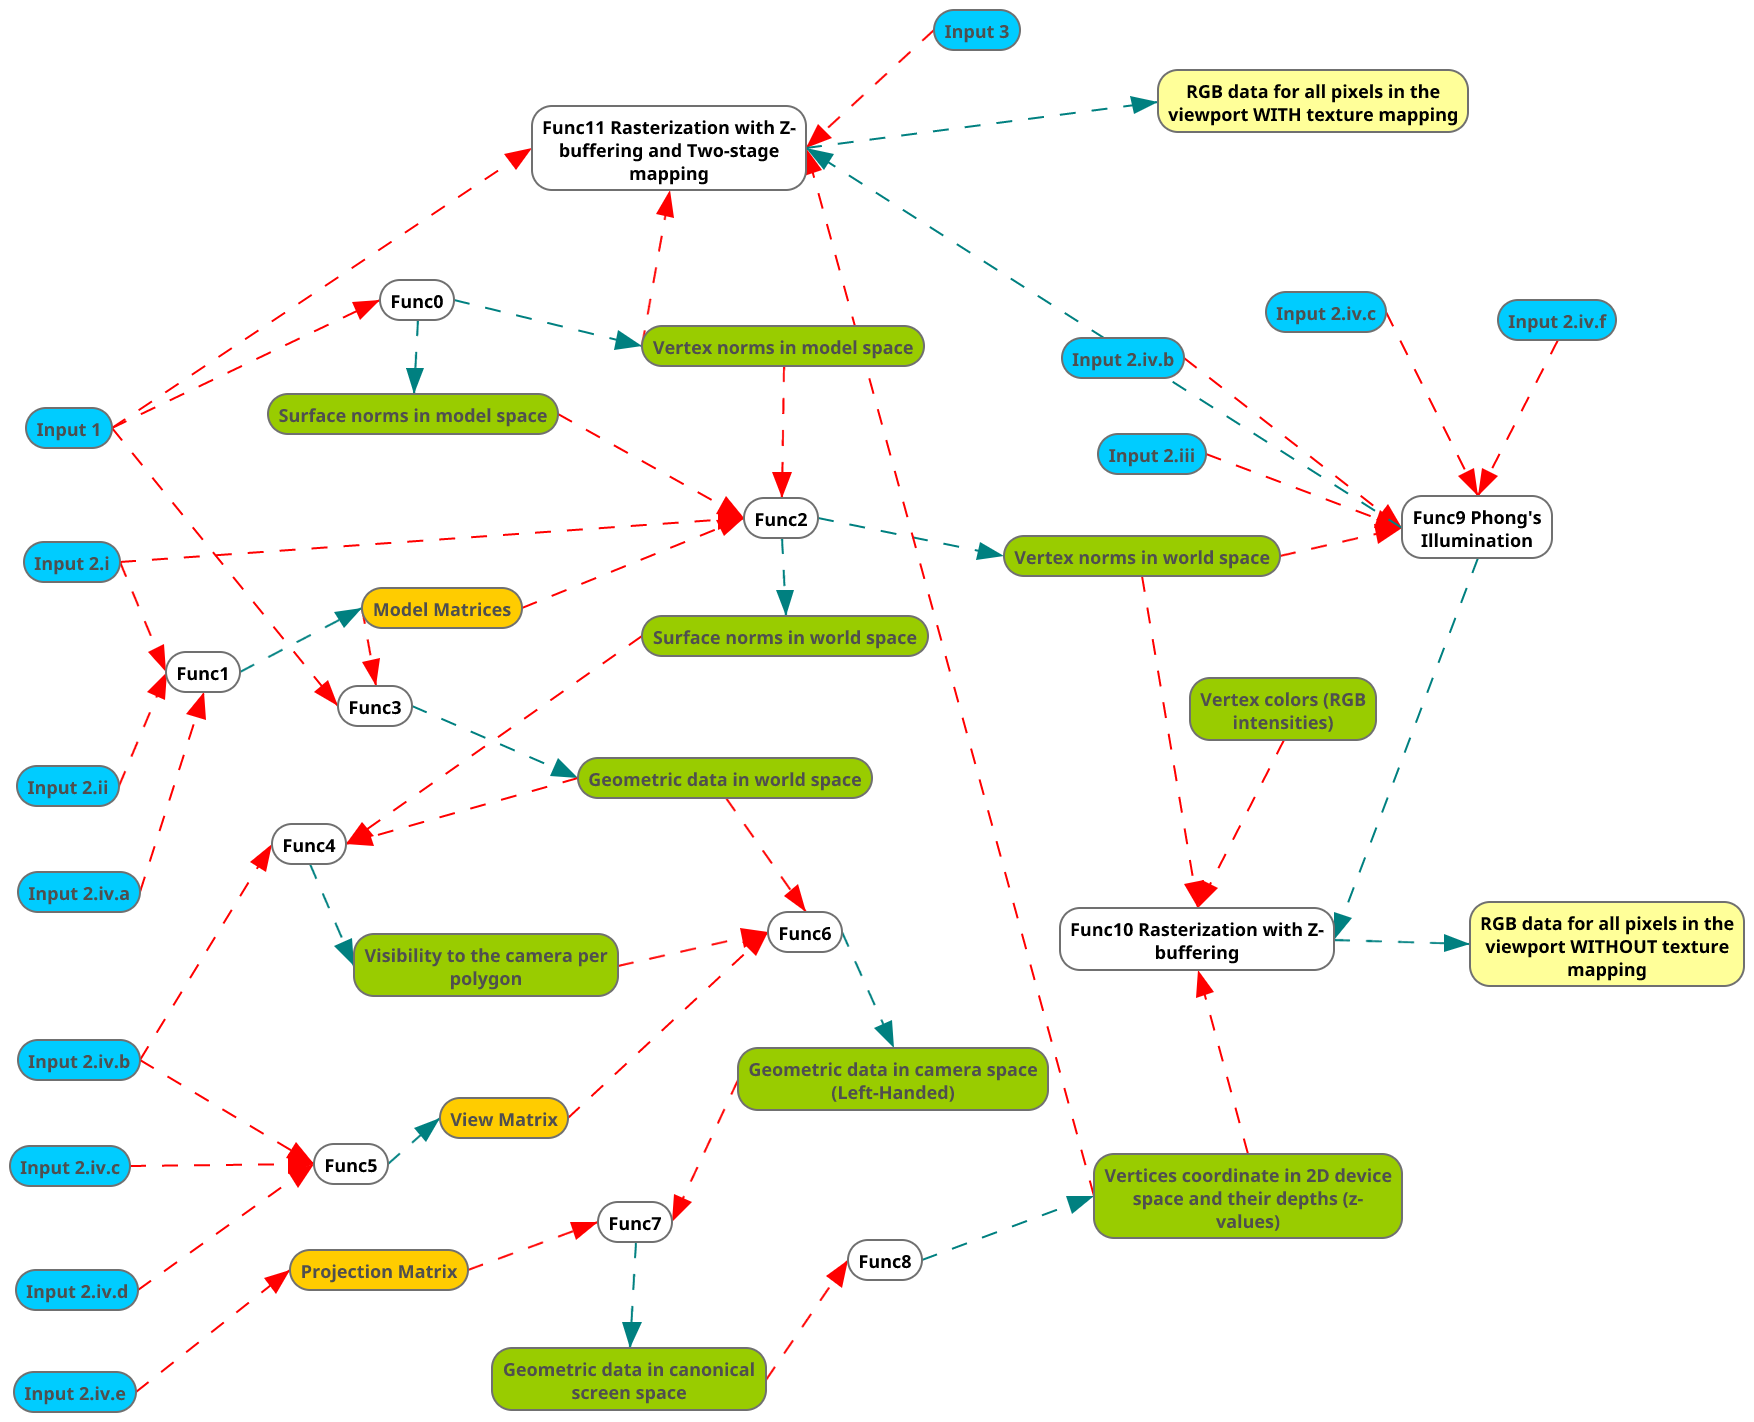 Input 3
RGB data for all pixels in the
viewport WITH texture mapping
Func11 Rasterization with Z-
buffering and Two-stage
mapping
Func0
Input 2.iv.c
Input 2.iv.f
Vertex norms in model space
Input 2.iv.b
Surface norms in model space
Input 1
Input 2.iii
Func2
Func9 Phong's
Illumination
Input 2.i
Vertex norms in world space
Model Matrices
Surface norms in world space
Func1
Func3
Vertex colors (RGB
intensities)
Input 2.ii
Geometric data in world space
Func4
Input 2.iv.a
Func6
Func10 Rasterization with Z-
buffering
RGB data for all pixels in the
viewport WITHOUT texture
mapping
Visibility to the camera per
polygon
Input 2.iv.b
Geometric data in camera space
(Left-Handed)
View Matrix
Input 2.iv.c
Func5
Vertices coordinate in 2D device
space and their depths (z-
values)
Func7
Func8
Projection Matrix
Input 2.iv.d
Geometric data in canonical
screen space
Input 2.iv.e